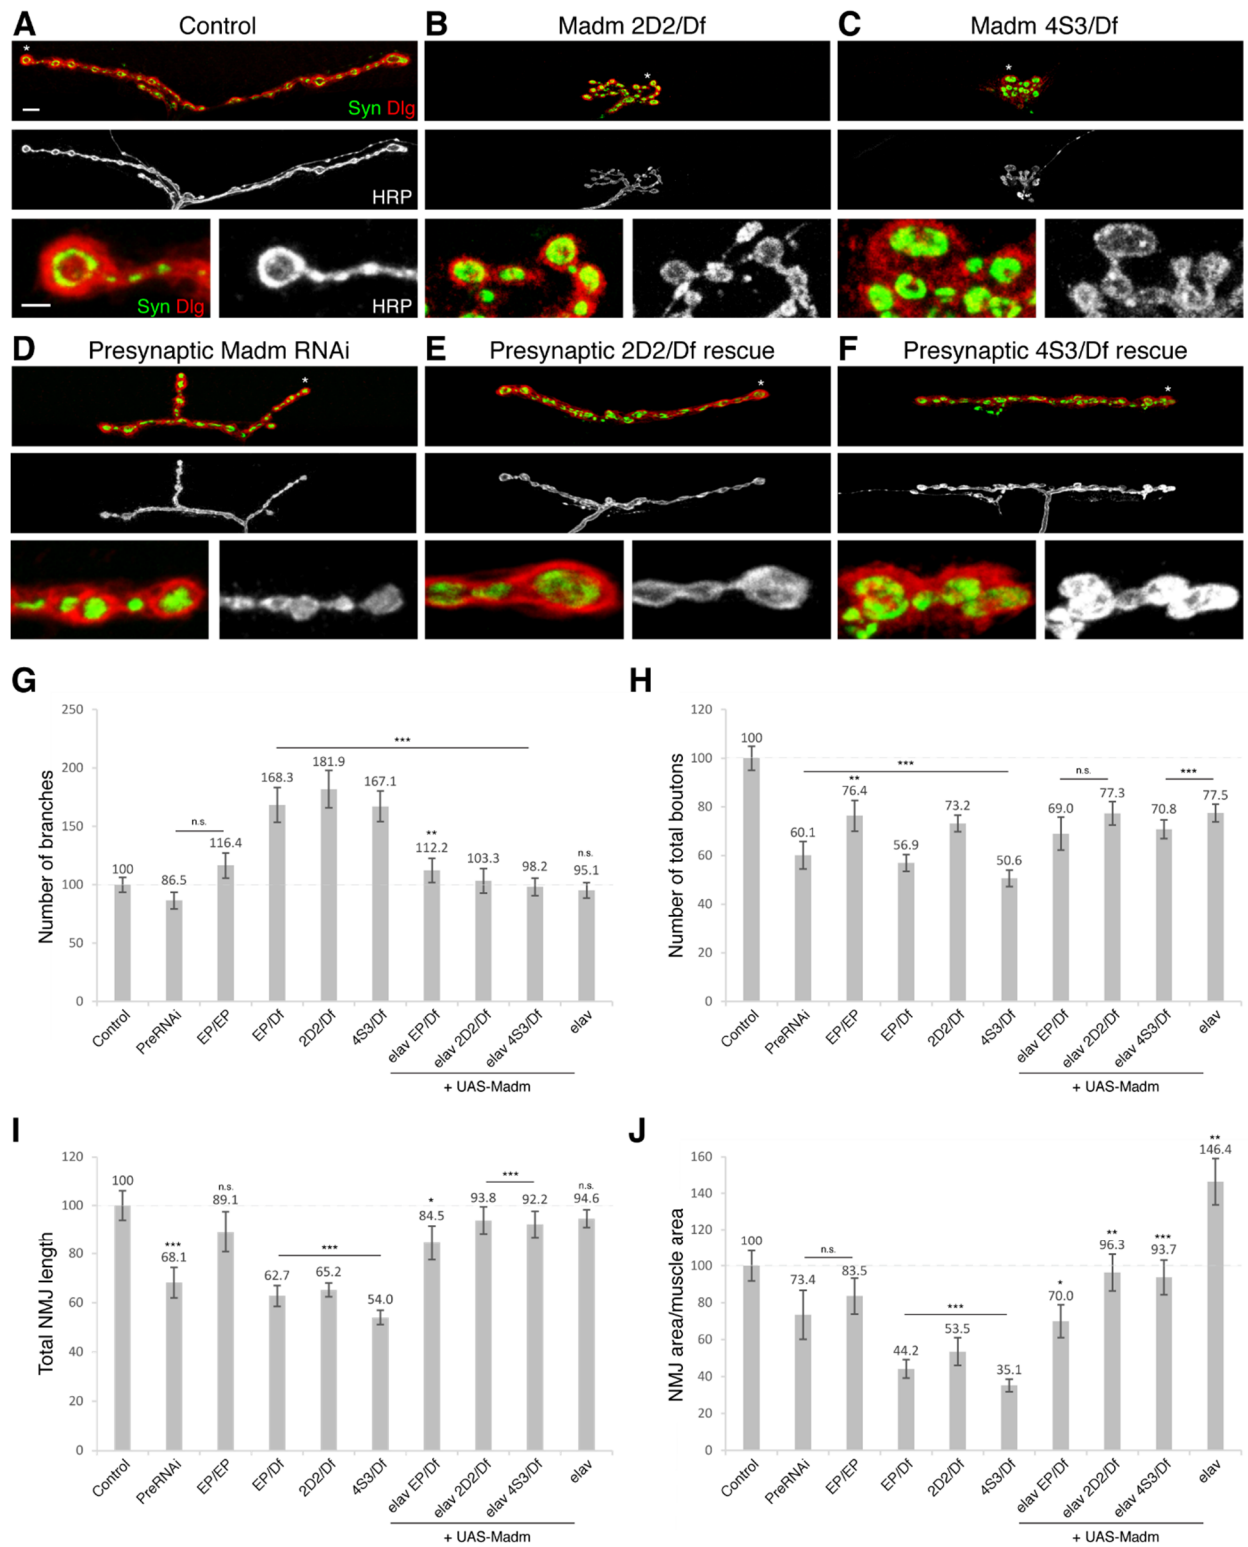 A Control
B Madm 2D2/Df
C Madm 4S3/Df
*
Syn Dlg
*
*
HRP
Syn Dlg
HRP
D Presynaptic Madm RNAi
E Presynaptic 2D2/Df rescue
F Presynaptic 4S3/Df rescue
*
*
*
G
Number of branches
250
200
150
100
50
0
100
86.5
n.s.
116.4
168.3
181.9
167.1
***
**
112.2
103.3
98.2
n.s.
95.1
Control
PreRNAi
EP/EP
EP/Df
2D2/Df
4S3/Df
elav EP/Df
elav 2D2/Df
elav 4S3/Df
elav
+ UAS-Madm
H
Number of total boutons
120
100
80
60
40
20
0
100
60.1
**
76.4
56.9
***
73.2
50.6
69.0
n.s.
77.3
70.8
***
77.5
Control
PreRNAi
EP/EP
EP/Df
2D2/Df
4S3/Df
elav EP/Df
elav 2D2/Df
elav 4S3/Df
elav
+ UAS-Madm
I
Total NMJ length
120
100
80
60
40
20
0
100
***
68.1
n.s.
89.1
62.7
***
65.2
54.0
*
84.5
93.8
***
92.2
n.s.
94.6
Control
PreRNAi
EP/EP
EP/Df
2D2/Df
4S3/Df
elav EP/Df
elav 2D2/Df
elav 4S3/Df
elav
+ UAS-Madm
J
NMJ area/muscle area
160
140
120
100
80
60
40
20
0
100
73.4
n.s.
83.5
44.2
***
53.5
35.1
*
70.0
**
96.3
***
93.7
**
146.4
Control
PreRNAi
EP/EP
EP/Df
2D2/Df
4S3/Df
elav EP/Df
elav 2D2/Df
elav 4S3/Df
elav
+ UAS-Madm